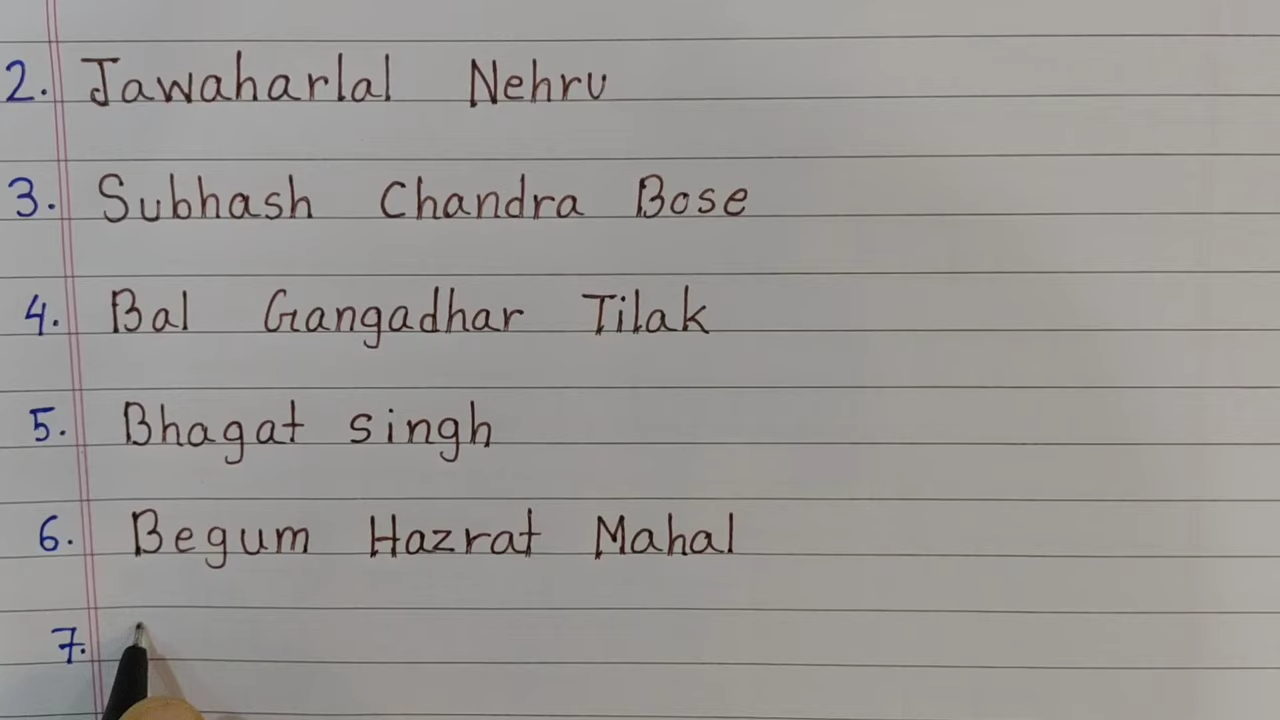 2. Jawaharlal Nehru
3. Subhash Chandra Bose
4. Bal Gangadhar Tilak
5. Bhagat singh
6. Begum Hazrat Mahal
7.